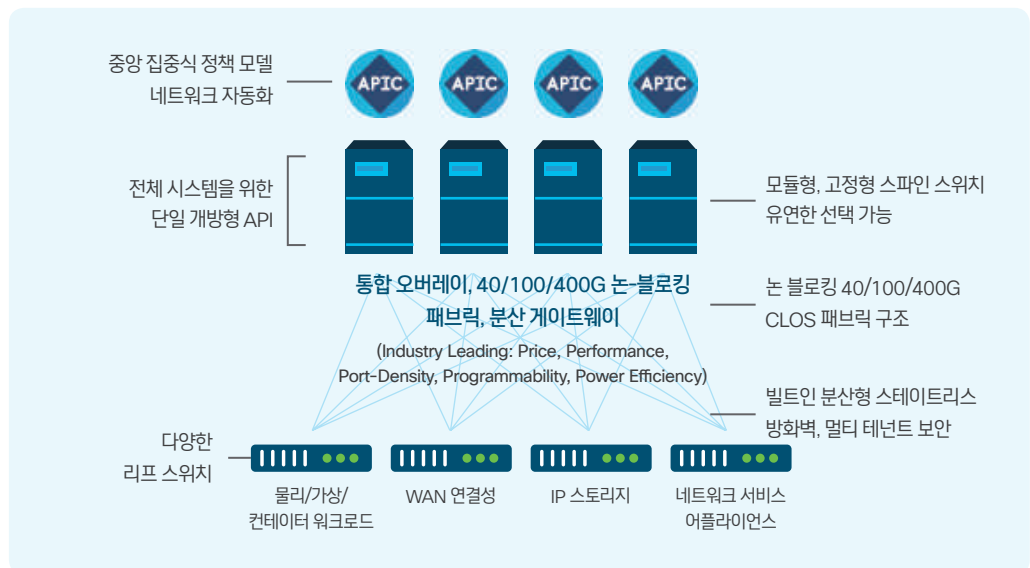 중앙 집중식 정책 모델
네트워크 자동화
APIC
APIC
APIC
APIC
전체 시스템을 위한
단일 개방형 API
모듈형, 고정형 스파인 스위치
유연한 선택 가능
통합 오버레이, 40/100/400G 논-블로킹
패브릭, 분산 게이트웨이
(Industry Leading: Price, Performance,
Port-Density, Programmability, Power Efficiency)
논 블로킹 40/100/400G
CLOS 패브릭 구조
빌트인 분산형 스테이트리스
방화벽, 멀티 테넌트 보안
다양한
리프 스위치
물리/가상/
컨테이터 워크로드
WAN 연결성
IP 스토리지
네트워크 서비스
어플라이언스